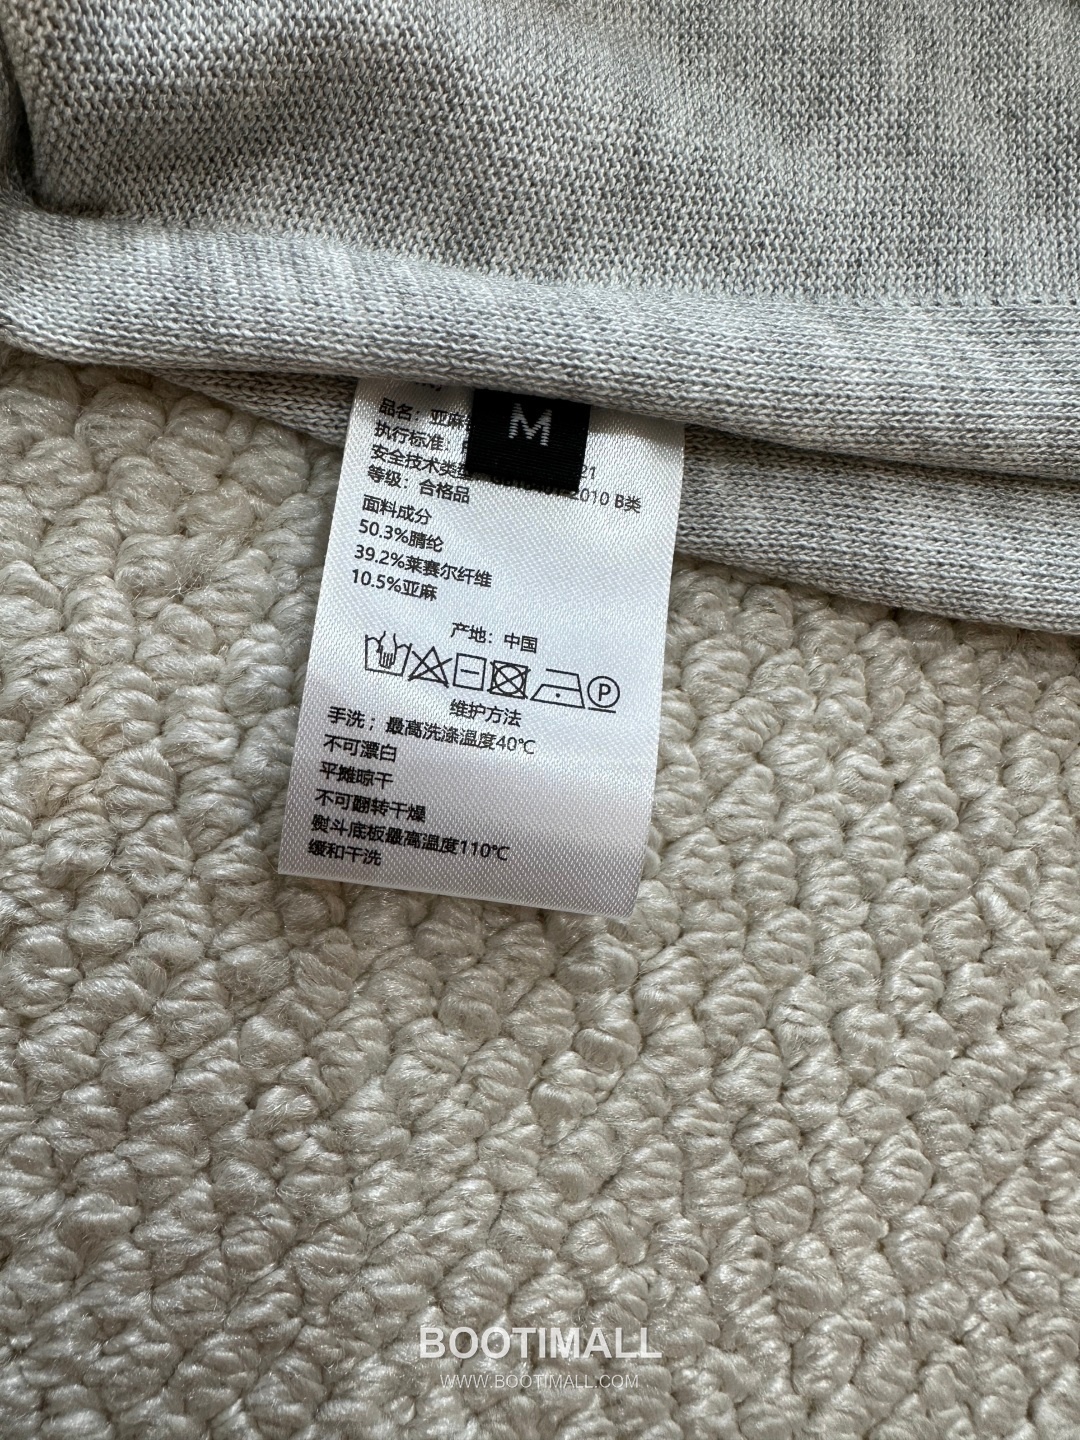 M
品名：亚麻
执行标准：
21
安全技术类型
2010 B类
等级：合格品
面料成分
50.3%腈纶
39.2%莱赛尔纤维
10.5%亚麻
产地：中国
P
维护方法
手洗；最高洗涤温度40℃
不可漂白
平摊晾干
不可翻转干燥
熨斗底板最高温度110℃
缓和干洗
BOOTIMALL
WWW.BOOTIMALL.COM